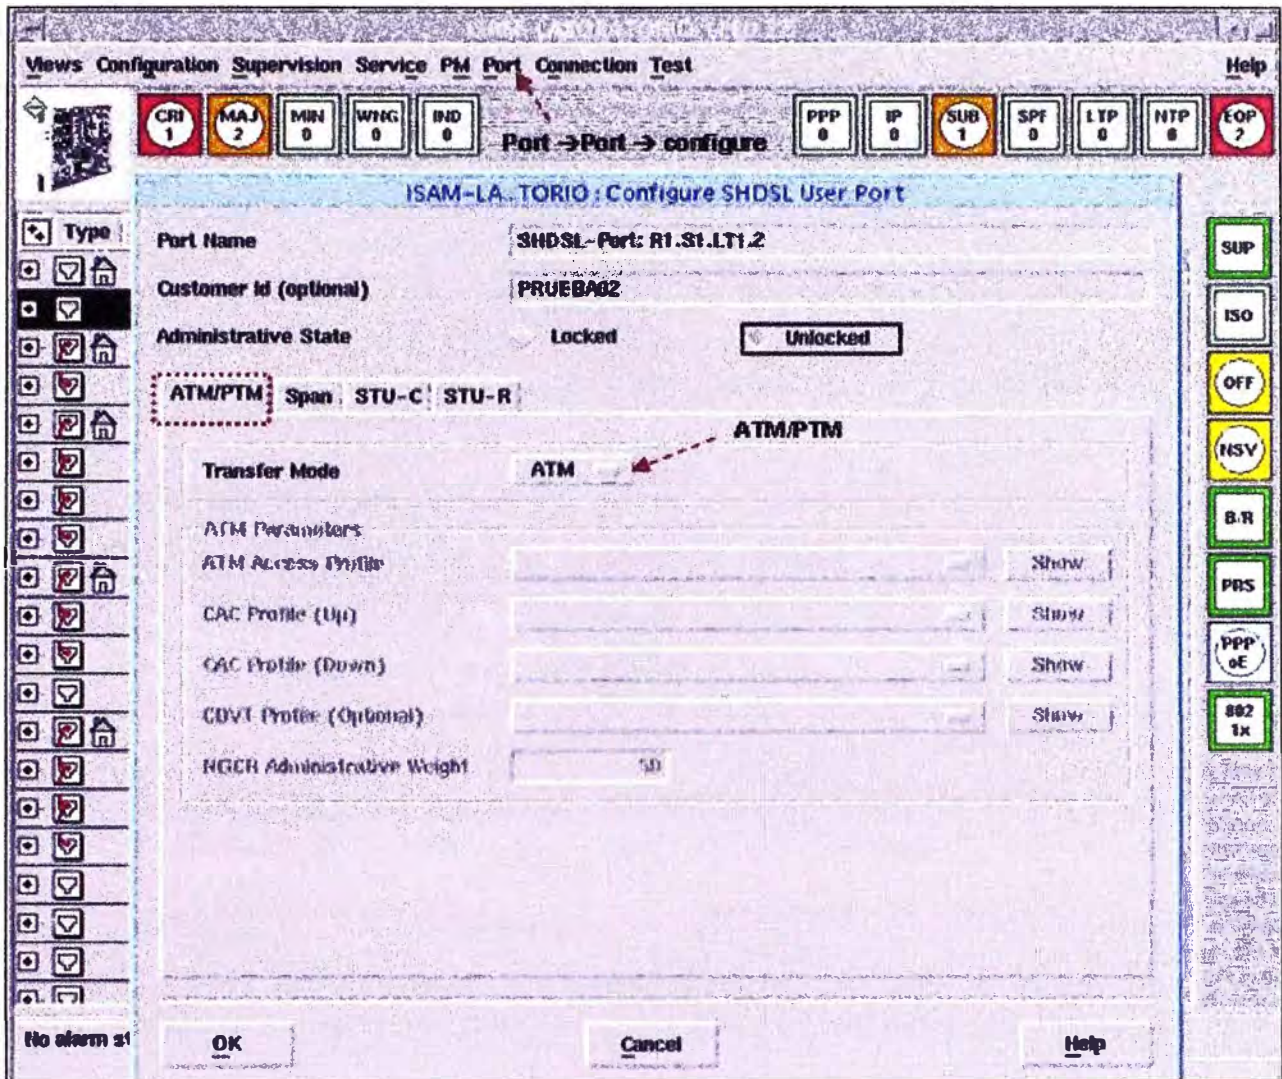 Views Configuration Supervision Service PM Port Connection Test Help
CRI 1 MAJ 2 MIN 0 WNG 0 IND 0 PPP 0 IP 0 SUB 1 SPF 0 LTP 0 NTP 0 EOP 2
Port → Port → configure
ISAM-LA..TORIO : Configure SHDSL User Port
Type
Port Name SHDSL-Port: R1.S1.LT1.2
Customer Id (optional) PRUEBA02
Administrative State Locked Unlocked
ATM/PTM Span STU-C STU-R
ATM/PTM
Transfer Mode ATM
ATM Parameters
ATM Access Profile Show
CAC Profile (Up) Show
CAC Profile (Down) Show
CDVT Profile (Optional) Show
Administrative Weight 50
SUP
ISO
OFF
NSV
B/R
PRS
PPP oE
802 1x
No alarm st
OK Cancel Help